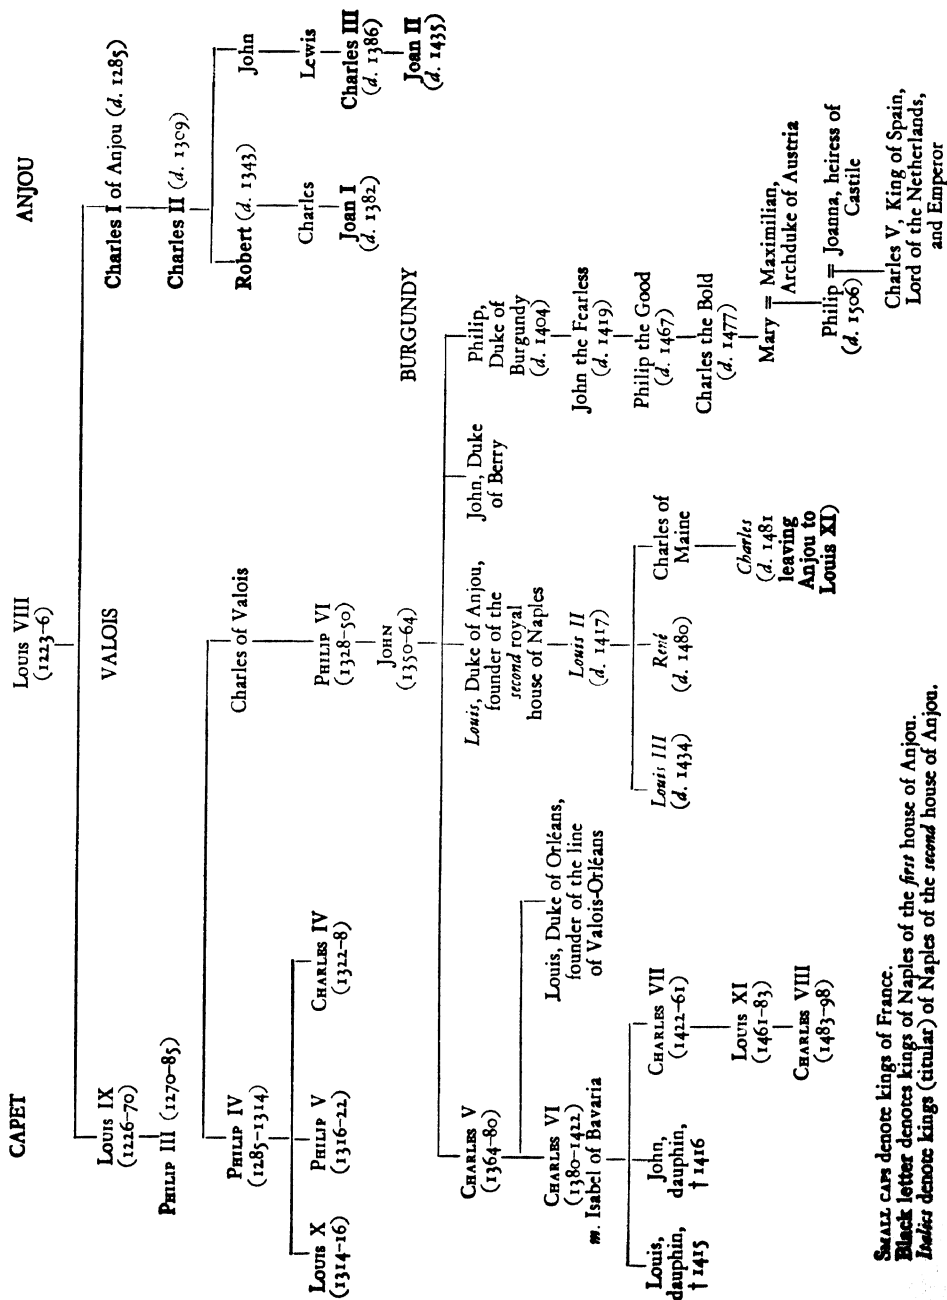 CAPET
VALOIS
ANJOU
BURGUNDY
LOUIS VIII
(1223–6)
LOUIS IX
(1226–70)
PHILIP III (1270–85)
PHILIP IV
(1285–1314)
LOUIS X
(1314–16)
PHILIP V
(1316–22)
CHARLES IV
(1322–8)
Charles of Valois
PHILIP VI
(1328–50)
JOHN
(1350–64)
Charles I of Anjou (d. 1285)
Charles II (d. 1309)
Robert (d. 1343)
Charles
Joan I
(d. 1382)
John
Lewis
Charles III
(d. 1386)
Joan II
(d. 1435)
CHARLES V
(1364–80)
CHARLES VI
(1380–1422)
m. Isabel of Bavaria
Louis, Duke of Orléans,
founder of the line
of Valois-Orléans
Louis,
dauphin,
† 1415
John,
dauphin,
† 1416
CHARLES VII
(1422–61)
LOUIS XI
(1461–83)
CHARLES VIII
(1483–98)
Louis, Duke of Anjou,
founder of the
second royal
house of Naples
Louis II
(d. 1417)
Louis III
(d. 1434)
René
(d. 1480)
Charles of
Maine
Charles
(d. 1481
leaving
Anjou to
Louis XI)
John, Duke
of Berry
Philip,
Duke of
Burgundy
(d. 1404)
John the Fearless
(d. 1419)
Philip the Good
(d. 1467)
Charles the Bold
(d. 1477)
Mary = Maximilian,
Archduke of Austria
Philip = Joanna, heiress of
(d. 1506) Castile
Charles V, King of Spain,
Lord of the Netherlands,
and Emperor
SMALL CAPS denote kings of France.
Black letter denotes kings of Naples of the first house of Anjou.
Italics denote kings (titular) of Naples of the second house of Anjou.